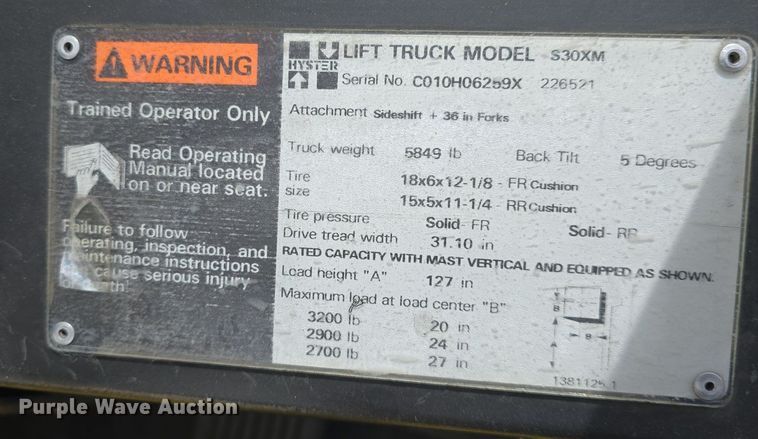 WARNING
Trained Operator Only
Read Operating
Manual located
on or near seat.
Failure to follow
operating, inspection, and
maintenance instructions
cause serious injury
or death!
HYSTER
LIFT TRUCK MODEL S30XM
Serial No. C010H06259X 226521
Attachment Sideshift + 36 in Forks
Truck weight 5849 lb Back Tilt 5 Degrees
Tire 18x6x12-1/8 - FR Cushion
size 15x5x11-1/4 - RR Cushion
Tire pressure Solid- FR Solid- RR
Drive tread width 31.10 in
RATED CAPACITY WITH MAST VERTICAL AND EQUIPPED AS SHOWN.
Load height "A" 127 in
Maximum load at load center "B"
3200 lb 20 in
2900 lb 24 in
2700 lb 27 in
B
A
B
1381125 1
Purple Wave Auction